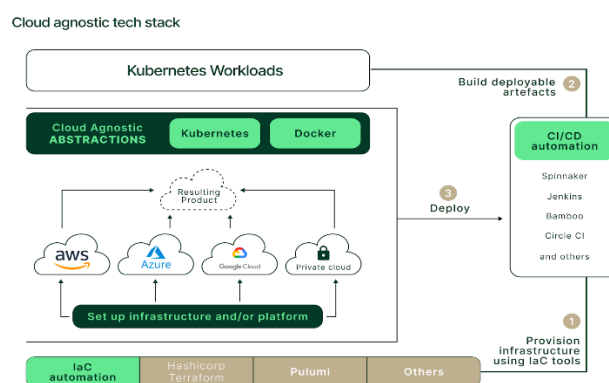 Cloud agnostic tech stack
Kubernetes Workloads
Build deployable
artefacts
2
Cloud Agnostic
ABSTRACTIONS
Kubernetes
Docker
CI/CD
automation
Spinnaker
Jenkins
Bamboo
Circle CI
and others
Resulting
Product
3
Deploy
aws
Azure
Google Cloud
Private cloud
Set up infrastructure and/or platform
1
Provision
infrastructure
using IaC tools
IaC
automation
Hashicorp
Terraform
Pulumi
Others